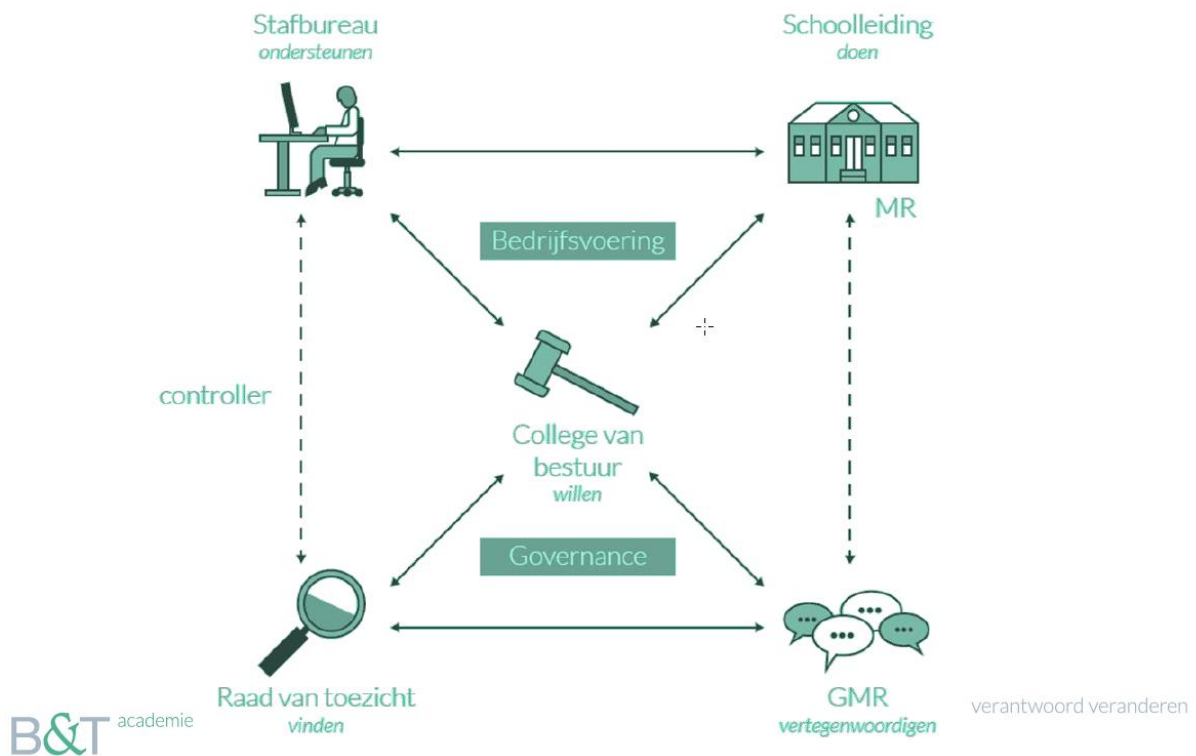 Stafbureau
ondersteunen
Schoolleiding
doen
MR
Bedrijfsvoering
controller
College van
bestuur
willen
Governance
Raad van toezicht
vinden
GMR
vertegenwoordigen
B&T academie
verantwoord veranderen